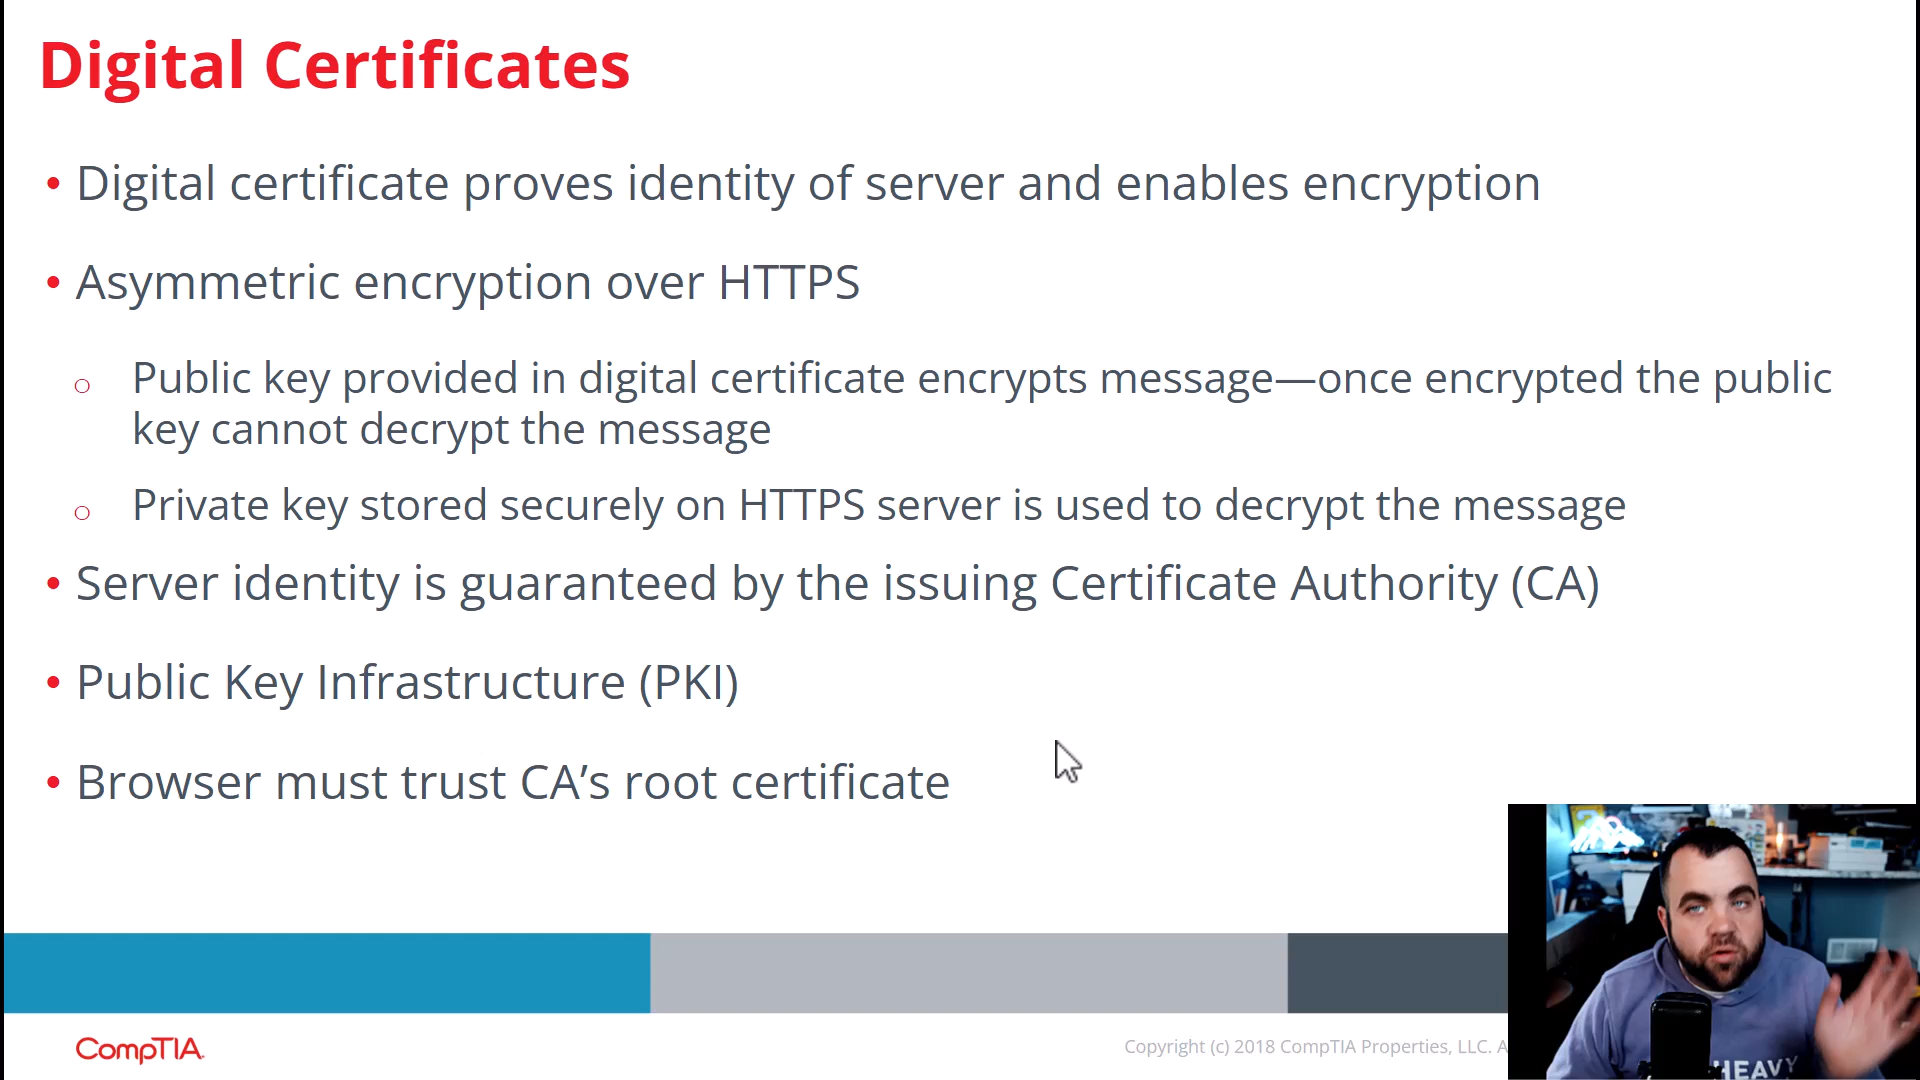 Digital Certificates
• Digital certificate proves identity of server and enables encryption
• Asymmetric encryption over HTTPS
○ Public key provided in digital certificate encrypts message—once encrypted the public
key cannot decrypt the message
○ Private key stored securely on HTTPS server is used to decrypt the message
• Server identity is guaranteed by the issuing Certificate Authority (CA)
• Public Key Infrastructure (PKI)
• Browser must trust CA’s root certificate
CompTIA.
Copyright (c) 2018 CompTIA Properties, LLC. A
HEAVY